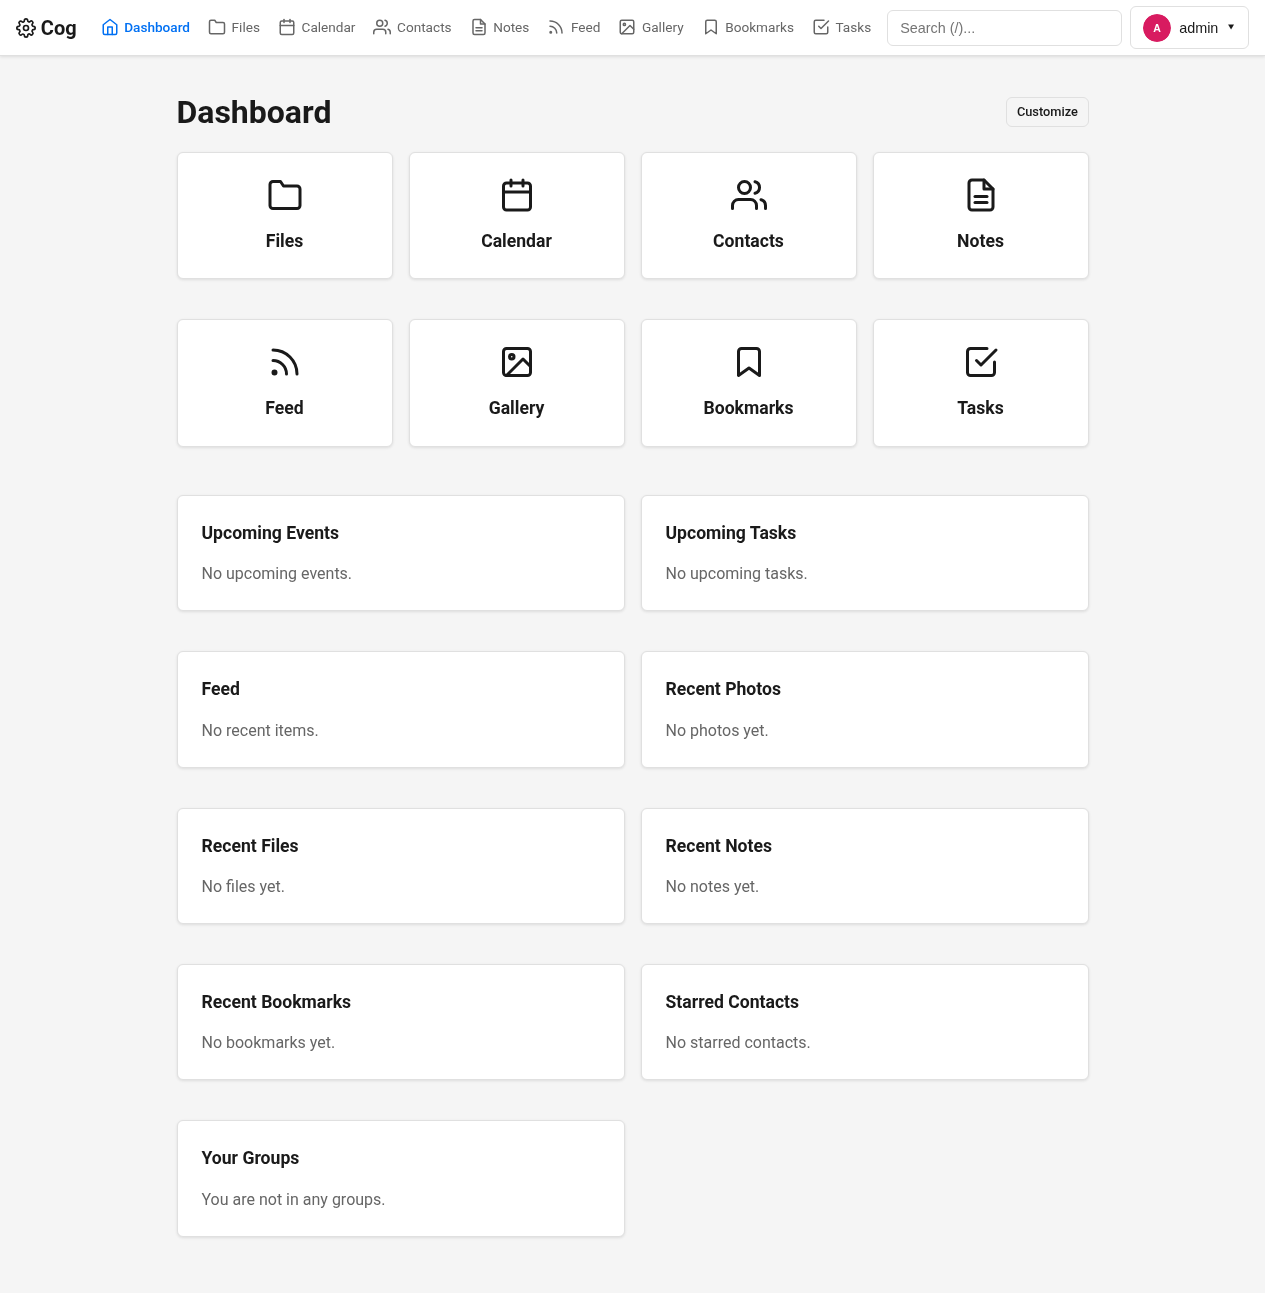 Cog Dashboard Files Calendar Contacts Notes Feed Gallery Bookmarks Tasks Search (/)... A admin ▼
Dashboard Customize
Files Calendar Contacts Notes
Feed Gallery Bookmarks Tasks
Upcoming Events
No upcoming events.
Upcoming Tasks
No upcoming tasks.
Feed
No recent items.
Recent Photos
No photos yet.
Recent Files
No files yet.
Recent Notes
No notes yet.
Recent Bookmarks
No bookmarks yet.
Starred Contacts
No starred contacts.
Your Groups
You are not in any groups.